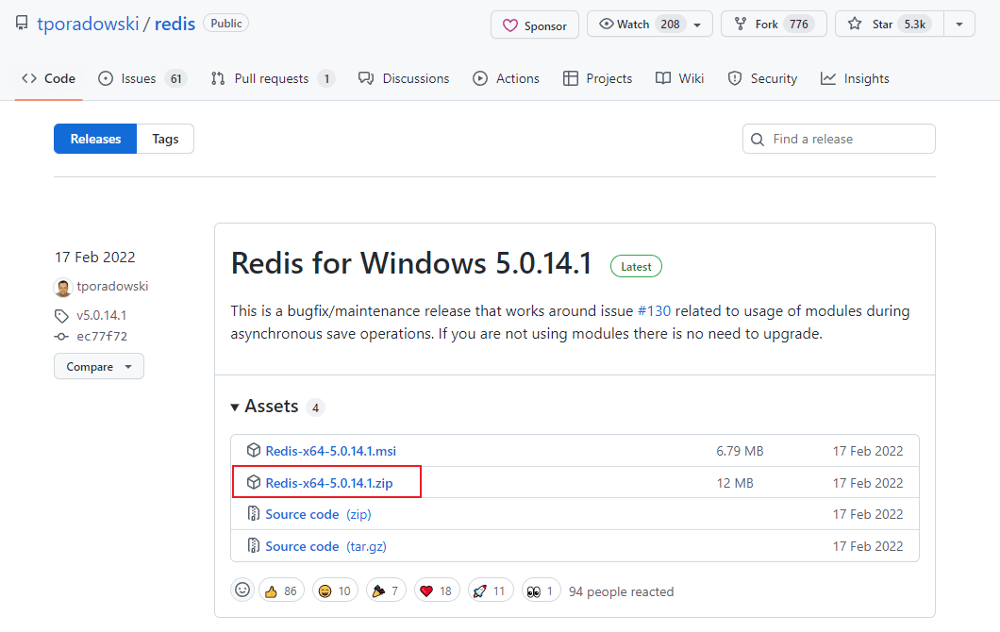 tporadowski / redis Public Sponsor Watch 208 Fork 776 Star 5.3k
Code Issues 61 Pull requests 1 Discussions Actions Projects Wiki Security Insights
Releases Tags Find a release
17 Feb 2022
tporadowski
v5.0.14.1
ec77f72
Compare
Redis for Windows 5.0.14.1 Latest
This is a bugfix/maintenance release that works around issue #130 related to usage of modules during
asynchronous save operations. If you are not using modules there is no need to upgrade.
Assets 4
Redis-x64-5.0.14.1.msi 6.79 MB 17 Feb 2022
Redis-x64-5.0.14.1.zip 12 MB 17 Feb 2022
Source code (zip) 17 Feb 2022
Source code (tar.gz) 17 Feb 2022
86 10 7 18 11 1 94 people reacted